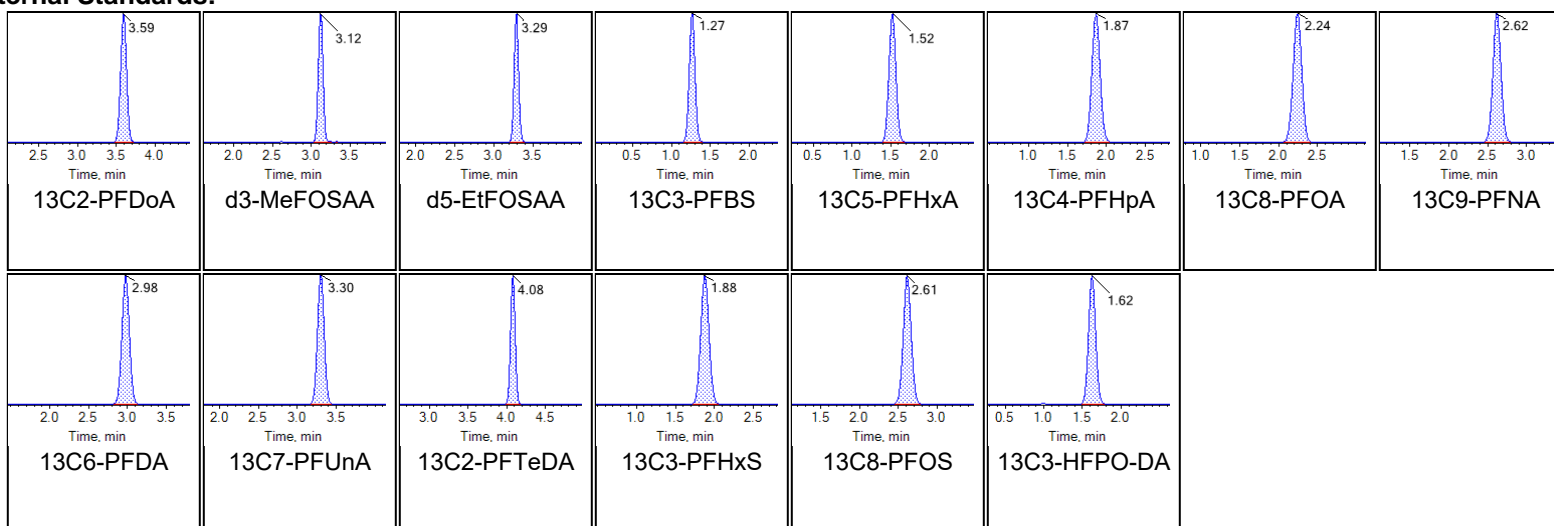 ternal Standards:
3.59
2.5 3.0 3.5 4.0
Time, min
13C2-PFDoA
3.12
2.0 2.5 3.0 3.5
Time, min
d3-MeFOSAA
3.29
2.0 2.5 3.0 3.5
Time, min
d5-EtFOSAA
1.27
0.5 1.0 1.5 2.0
Time, min
13C3-PFBS
1.52
0.5 1.0 1.5 2.0
Time, min
13C5-PFHxA
1.87
1.0 1.5 2.0 2.5
Time, min
13C4-PFHpA
2.24
1.0 1.5 2.0 2.5
Time, min
13C8-PFOA
2.62
1.5 2.0 2.5 3.0
Time, min
13C9-PFNA
2.98
2.0 2.5 3.0 3.5
Time, min
13C6-PFDA
3.30
2.0 2.5 3.0 3.5
Time, min
13C7-PFUnA
4.08
3.0 3.5 4.0 4.5
Time, min
13C2-PFTeDA
1.88
1.0 1.5 2.0 2.5
Time, min
13C3-PFHxS
2.61
1.5 2.0 2.5 3.0
Time, min
13C8-PFOS
1.62
0.5 1.0 1.5 2.0
Time, min
13C3-HFPO-DA